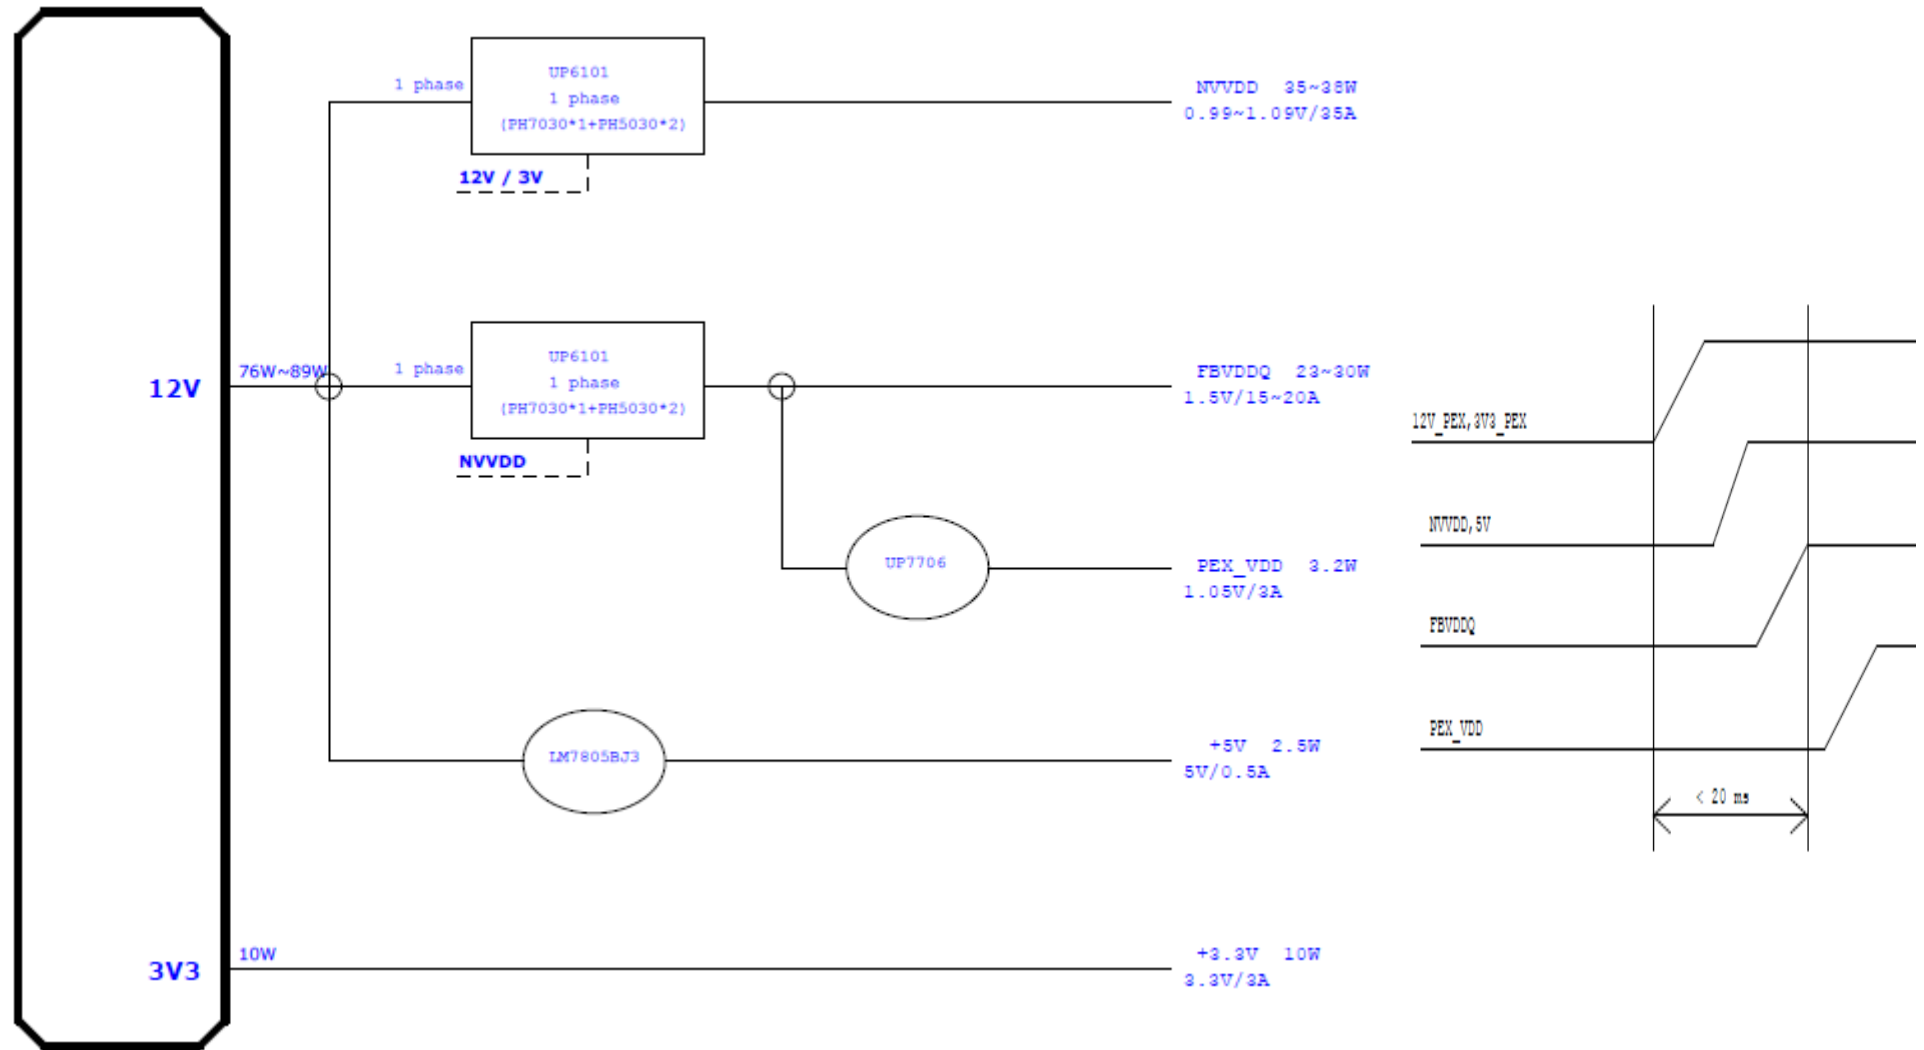 1 phase
UP6101
1 phase
(PH7030*1+PH5030*2)
12V / 3V
NVVDD 35~38W
0.99~1.09V/35A
12V
76W~89W
1 phase
UP6101
1 phase
(PH7030*1+PH5030*2)
NVVDD
FBVDDQ 23~30W
1.5V/15~20A
UP7706
PEX_VDD 3.2W
1.05V/3A
LM7805BJ3
+5V 2.5W
5V/0.5A
3V3
10W
+3.3V 10W
3.3V/3A
12V_PEX,3V3_PEX
NVVDD,5V
FBVDDQ
PEX_VDD
< 20 ms